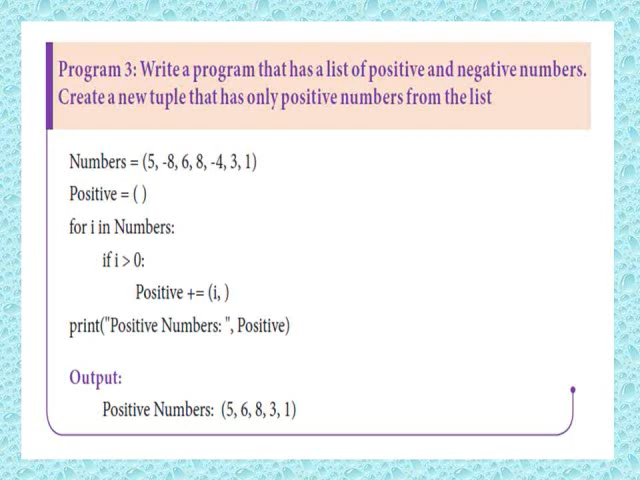 Program 3: Write a program that has a list of positive and negative numbers.
Create a new tuple that has only positive numbers from the list
Numbers = (5, -8, 6, 8, -4, 3, 1)
Positive = ( )
for i in Numbers:
if i > 0:
Positive += (i, )
print("Positive Numbers: ", Positive)
Output:
Positive Numbers: (5, 6, 8, 3, 1)